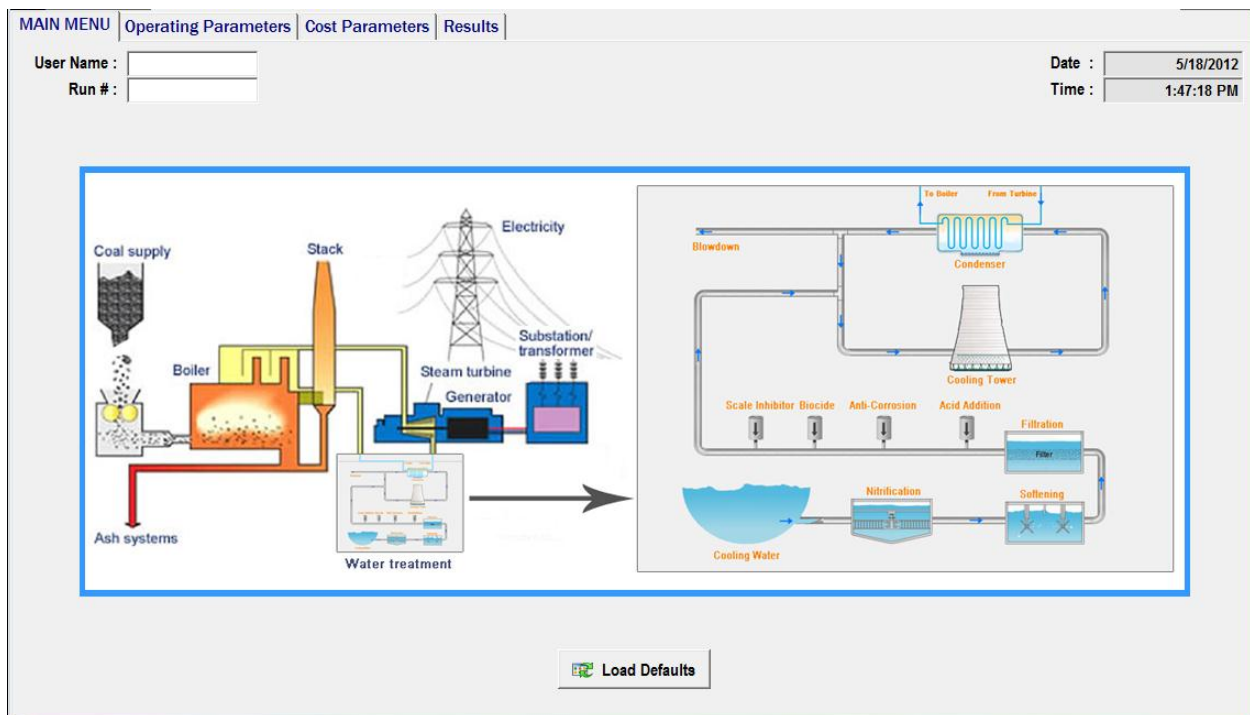 MAIN MENU
Operating Parameters
Cost Parameters
Results
User Name :
Run # :
Date :
5/18/2012
Time :
1:47:18 PM
Coal supply
Stack
Electricity
Boiler
Substation/
transformer
Steam turbine
Generator
Ash systems
Water treatment
To Boiler
From Turbine
Blowdown
Condenser
Cooling Tower
Scale Inhibitor
Biocide
Anti-Corrosion
Acid Addition
Filtration
Filter
Nitrification
Softening
Cooling Water
Load Defaults